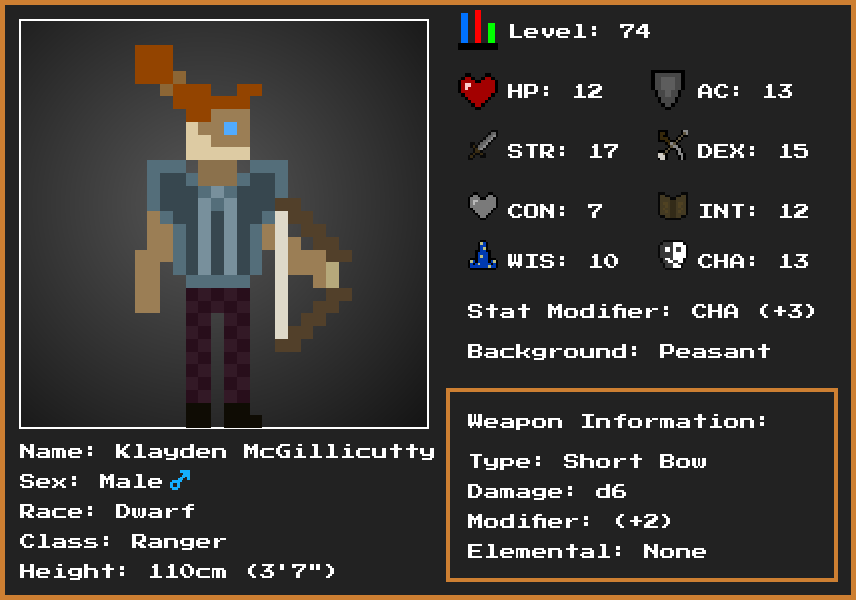 Level: 74
HP: 12
AC: 13
STR: 17
DEX: 15
CON: 7
INT: 12
WIS: 10
CHA: 13
Stat Modifier: CHA (+3)
Background: Peasant
Weapon Information:
Type: Short Bow
Damage: d6
Modifier: (+2)
Elemental: None
Name: Klayden McGillicutty
Sex: Male ♂
Race: Dwarf
Class: Ranger
Height: 110cm (3'7")